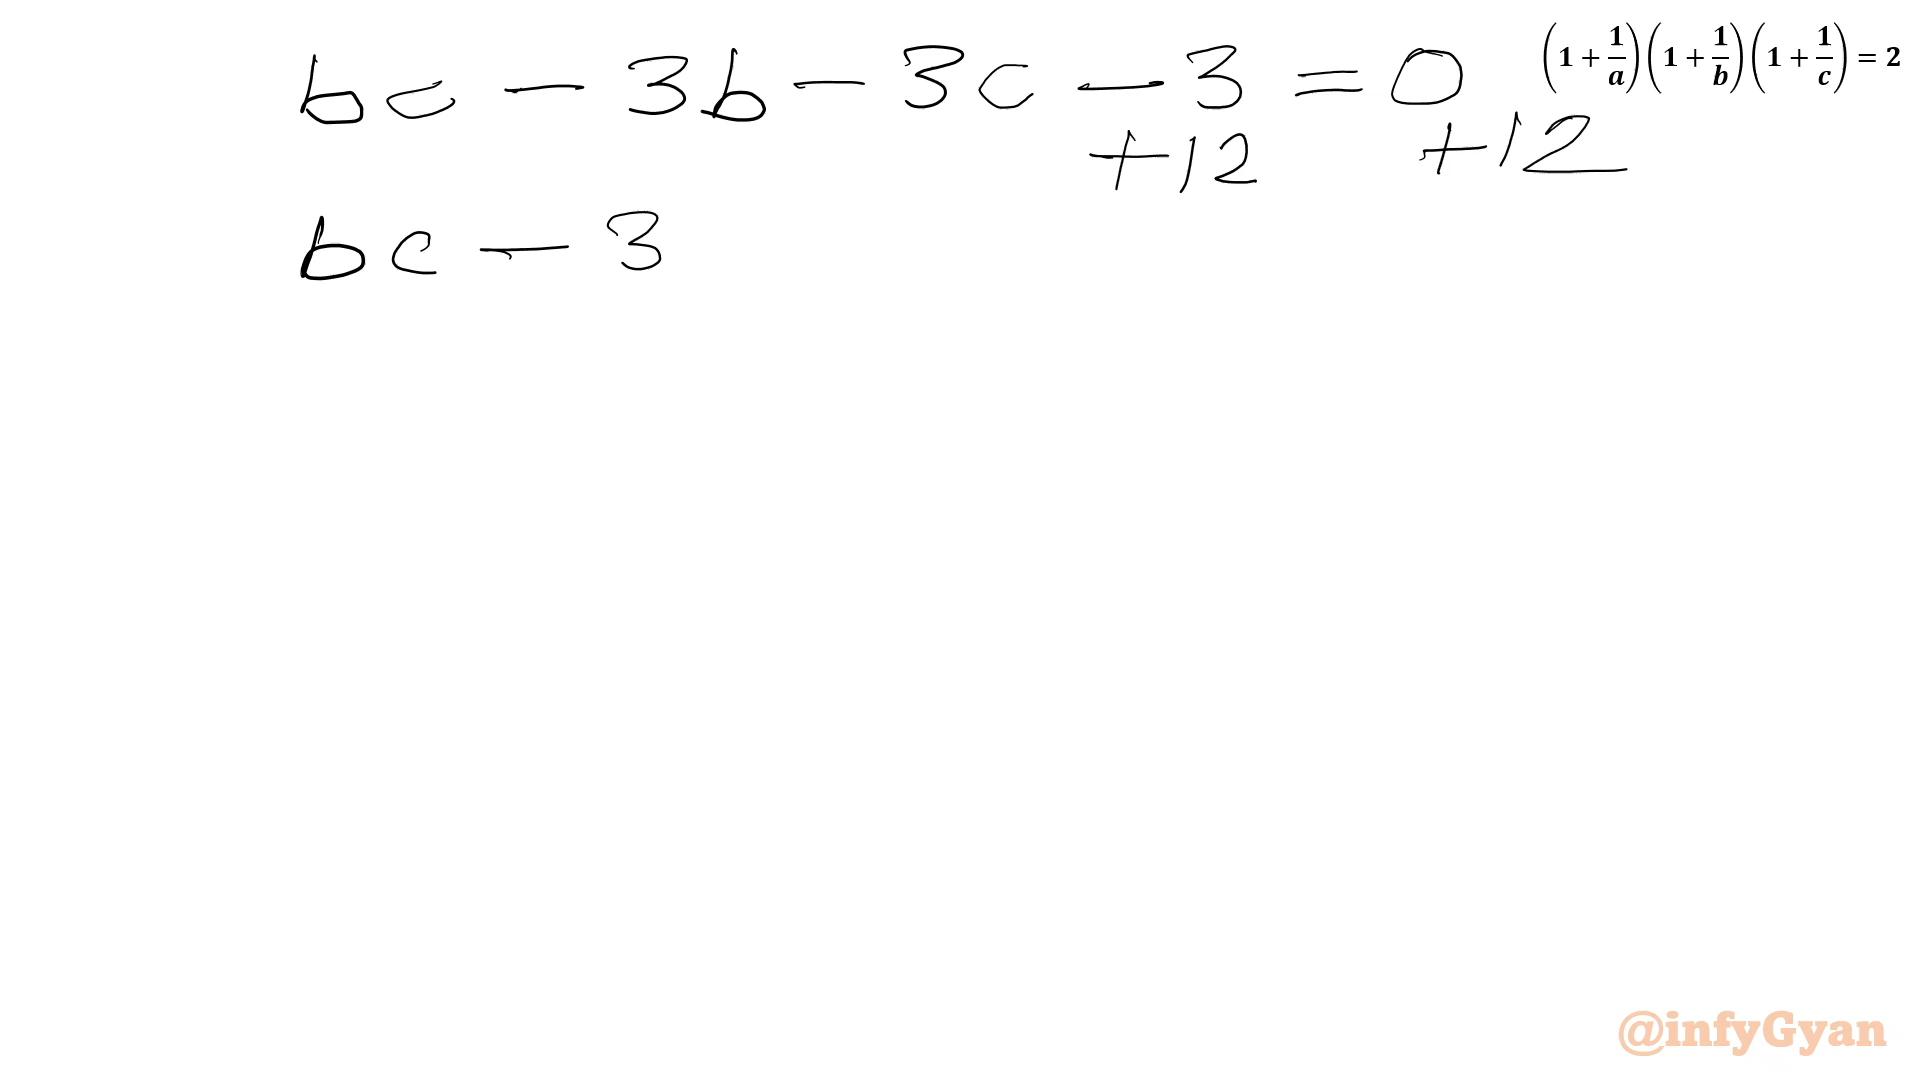 bc - 3b - 3c - 3 = 0
(1 + 1/a)(1 + 1/b)(1 + 1/c) = 2
+12 +12
bc - 3
@infyGyan